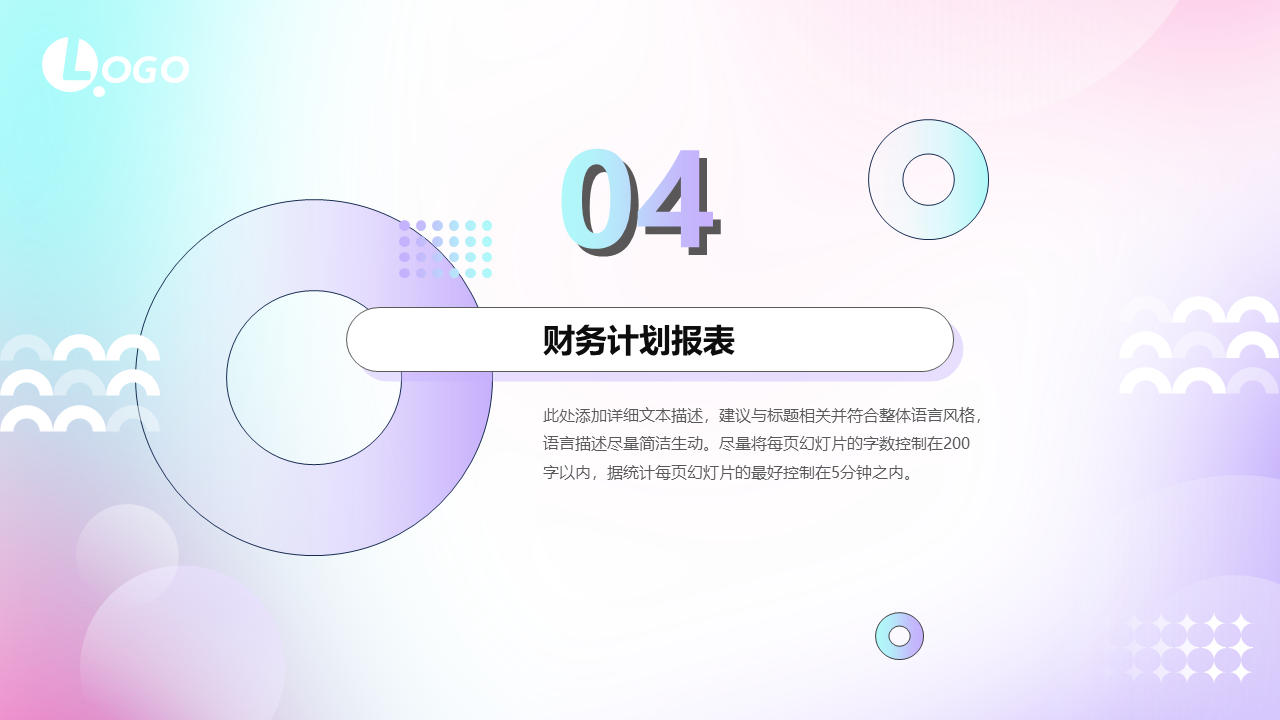 LOGO
04
财务计划报表
此处添加详细文本描述，建议与标题相关并符合整体语言风格，
语言描述尽量简洁生动。尽量将每页幻灯片的字数控制在200
字以内，据统计每页幻灯片的最好控制在5分钟之内。